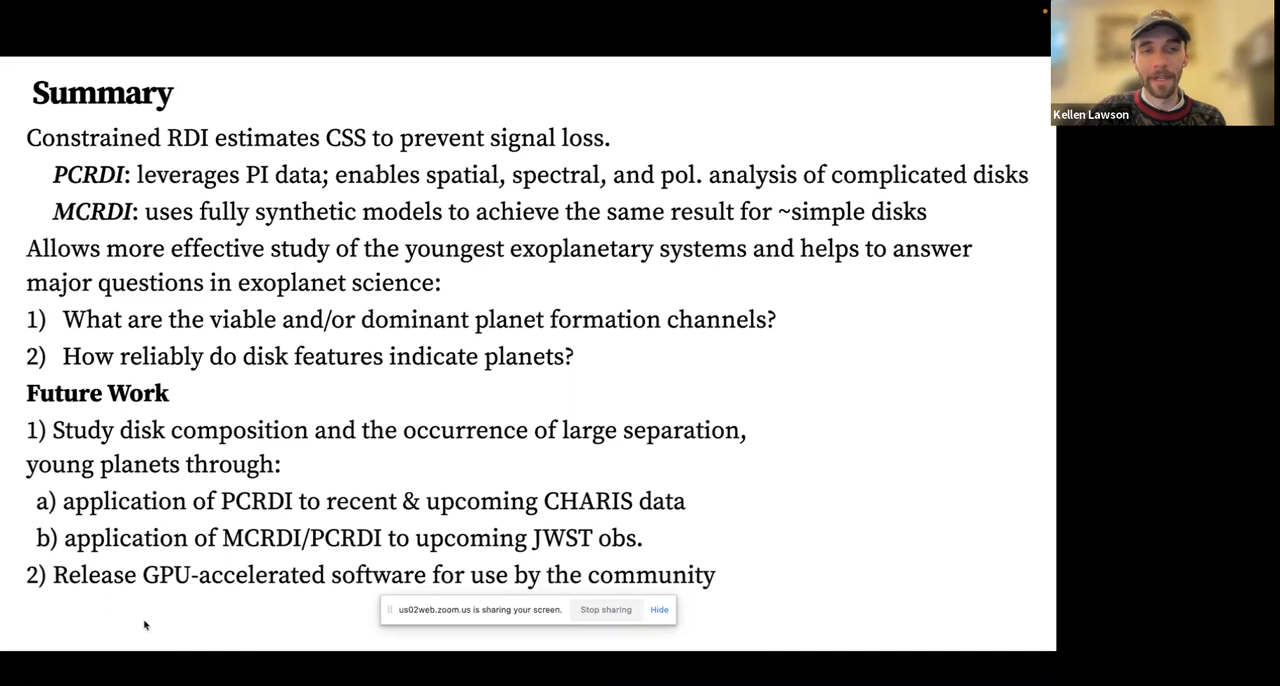 Summary
Constrained RDI estimates CSS to prevent signal loss.
PCRDI: leverages PI data; enables spatial, spectral, and pol. analysis of complicated disks
MCRDI: uses fully synthetic models to achieve the same result for ~simple disks
Allows more effective study of the youngest exoplanetary systems and helps to answer
major questions in exoplanet science:
1) What are the viable and/or dominant planet formation channels?
2) How reliably do disk features indicate planets?
Future Work
1) Study disk composition and the occurrence of large separation,
young planets through:
a) application of PCRDI to recent & upcoming CHARIS data
b) application of MCRDI/PCRDI to upcoming JWST obs.
2) Release GPU-accelerated software for use by the community
us02web.zoom.us is sharing your screen. Stop sharing Hide
Kellen Lawson